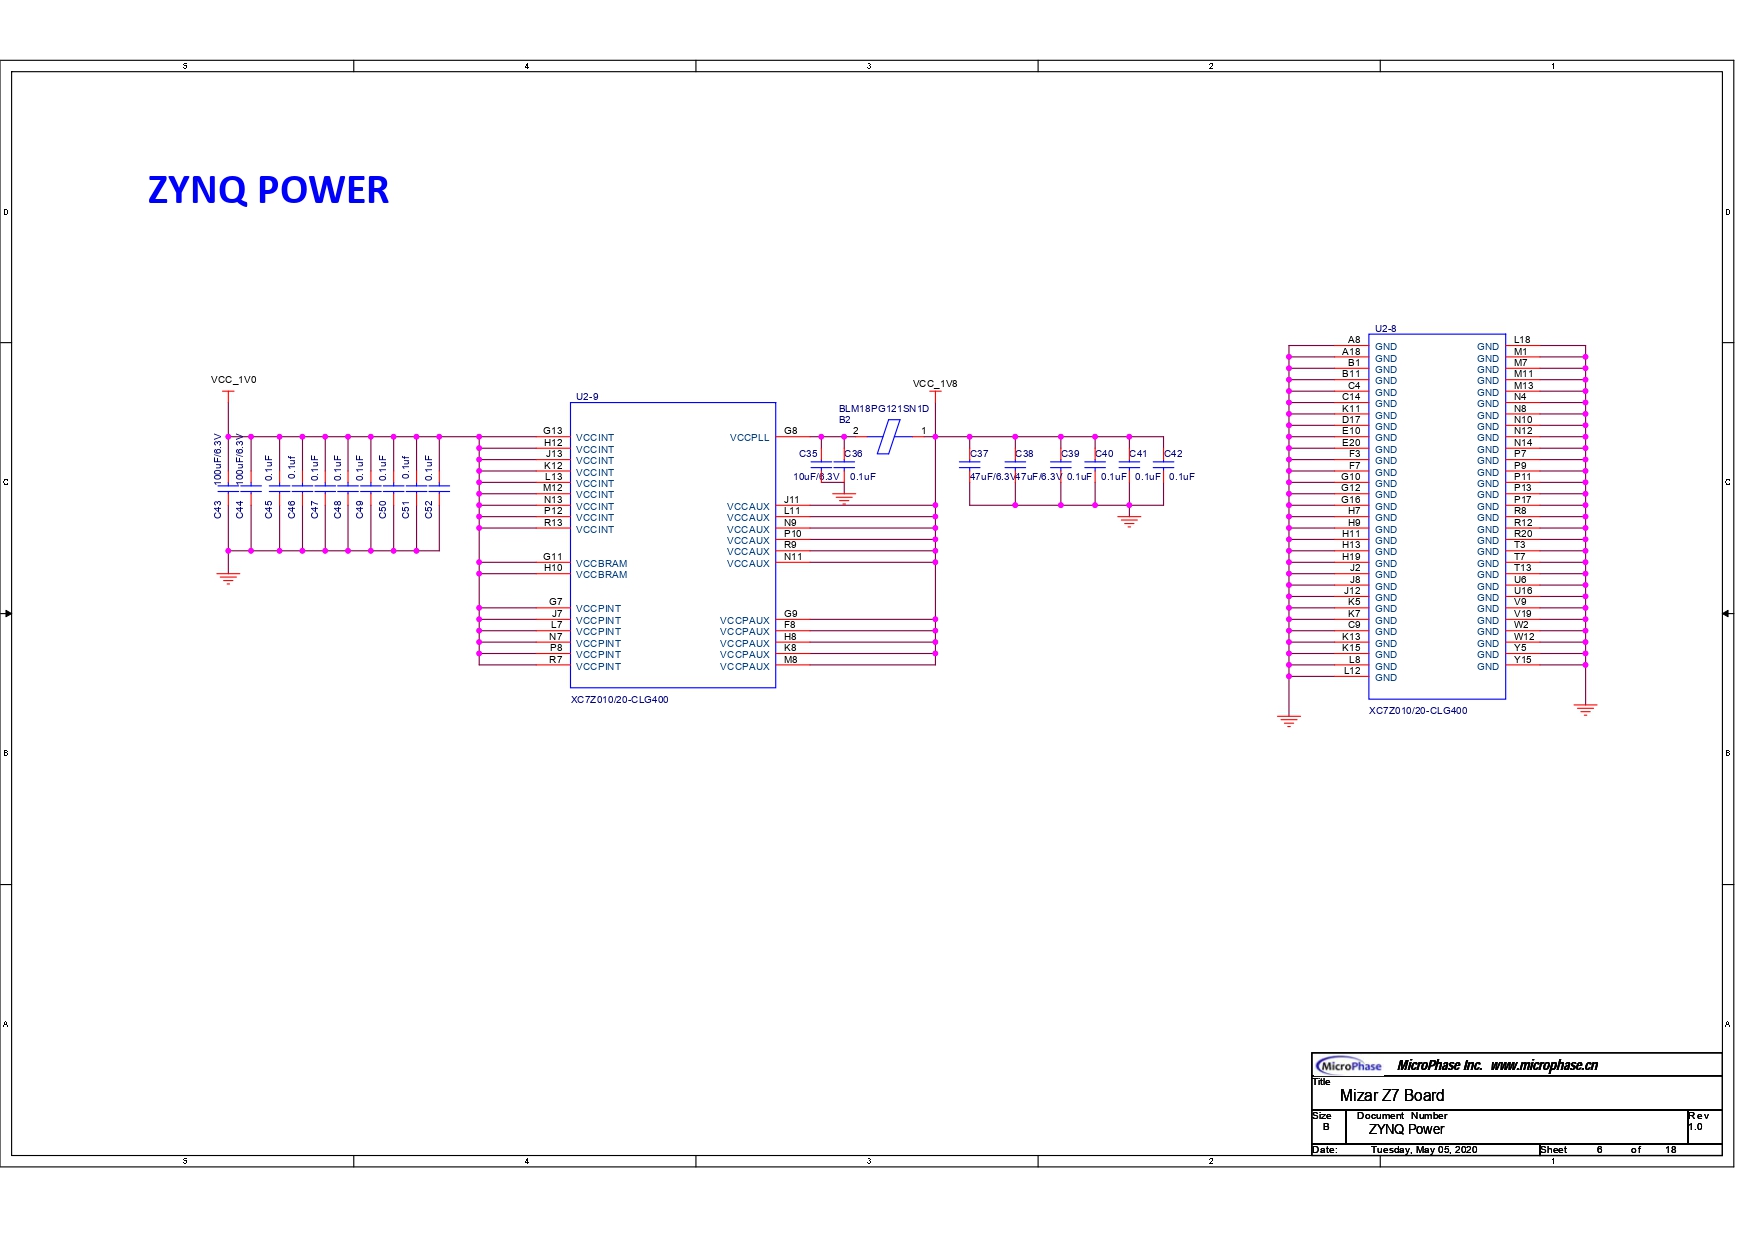 5 4 3 2 1
ZYNQ POWER
D D
C C
B B
A A
VCC_1V0
100uF/6.3V 100uF/6.3V 0.1uF 0.1uf 0.1uF 0.1uF 0.1uF 0.1uF 0.1uf 0.1uF
C43 C44 C45 C46 C47 C48 C49 C50 C51 C52
U2-9
G13 VCCINT
H12 VCCINT
J13 VCCINT
K12 VCCINT
L13 VCCINT
M12 VCCINT
N13 VCCINT
P12 VCCINT
R13 VCCINT
G11 VCCBRAM
H10 VCCBRAM
G7 VCCPINT
J7 VCCPINT
L7 VCCPINT
N7 VCCPINT
P8 VCCPINT
R7 VCCPINT
VCCPLL G8
VCCAUX J11
VCCAUX L11
VCCAUX N9
VCCAUX P10
VCCAUX R9
VCCAUX N11
VCCPAUX G9
VCCPAUX F8
VCCPAUX H8
VCCPAUX K8
VCCPAUX M8
XC7Z010/20-CLG400
VCC_1V8
BLM18PG121SN1D
B2
2 1
C35 C36
10uF/6.3V 0.1uF
C37 C38 C39 C40 C41 C42
47uF/6.3V 47uF/6.3V 0.1uF 0.1uF 0.1uF 0.1uF
U2-8
A8 GND GND L18
A18 GND GND M1
B1 GND GND M7
B11 GND GND M11
C4 GND GND M13
C14 GND GND N4
K11 GND GND N8
D17 GND GND N10
E10 GND GND N12
E20 GND GND N14
F3 GND GND P7
F7 GND GND P9
G10 GND GND P11
G12 GND GND P13
G16 GND GND P17
H7 GND GND R8
H9 GND GND R12
H11 GND GND R20
H13 GND GND T3
H19 GND GND T7
J2 GND GND T13
J8 GND GND U6
J12 GND GND U16
K5 GND GND V9
K7 GND GND V19
C9 GND GND W2
K13 GND GND W12
K15 GND GND Y5
L8 GND GND Y15
L12 GND
XC7Z010/20-CLG400
MicroPhase MicroPhase Inc. www.microphase.cn
Title
Mizar Z7 Board
Size Document Number Rev
B ZYNQ Power 1.0
Date: Tuesday, May 05, 2020 Sheet 6 of 18
5 4 3 2 1